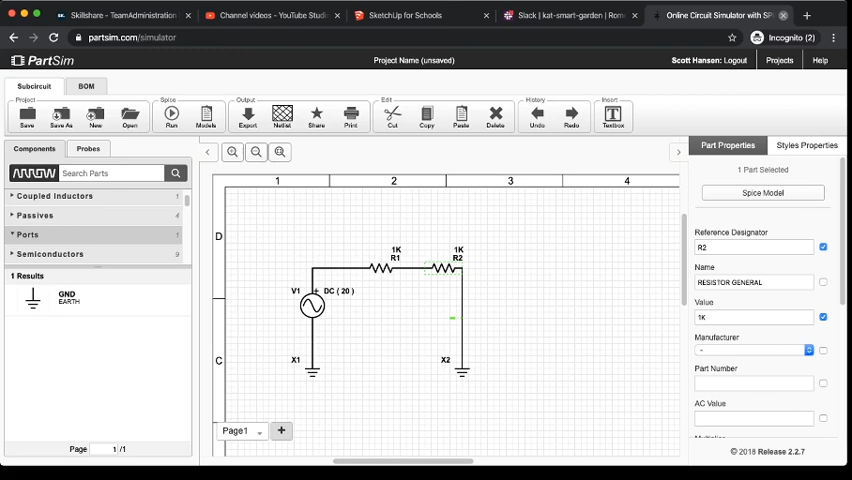 Skillshare - TeamAdministration
Channel videos - YouTube Studi
SketchUp for Schools
Slack | kat-smart-garden | Rom
Online Circuit Simulator with SP
partsim.com/simulator
Incognito (2)
PartSim
Project Name (unsaved)
Scott Hansen: Logout
Projects
Help
Subcircuit
BOM
Project
Spice
Output
Edit
History
Insert
Save
Save As
New
Open
Run
Models
Export
Netlist
Share
Print
Cut
Copy
Paste
Delete
Undo
Redo
Textbox
Components
Probes
Part Properties
Styles Properties
ARROW
Search Parts
Coupled Inductors 1
Passives 4
Ports 1
Semiconductors 9
1 Results
GND
EARTH
Page 1 /1
1 2 3 4
D
C
1K
R1
1K
R2
V1
DC ( 20 )
X1
X2
Page1
1 Part Selected
Spice Model
Reference Designator
R2
Name
RESISTOR GENERAL
Value
1K
Manufacturer
-
Part Number
AC Value
© 2018 Release 2.2.7